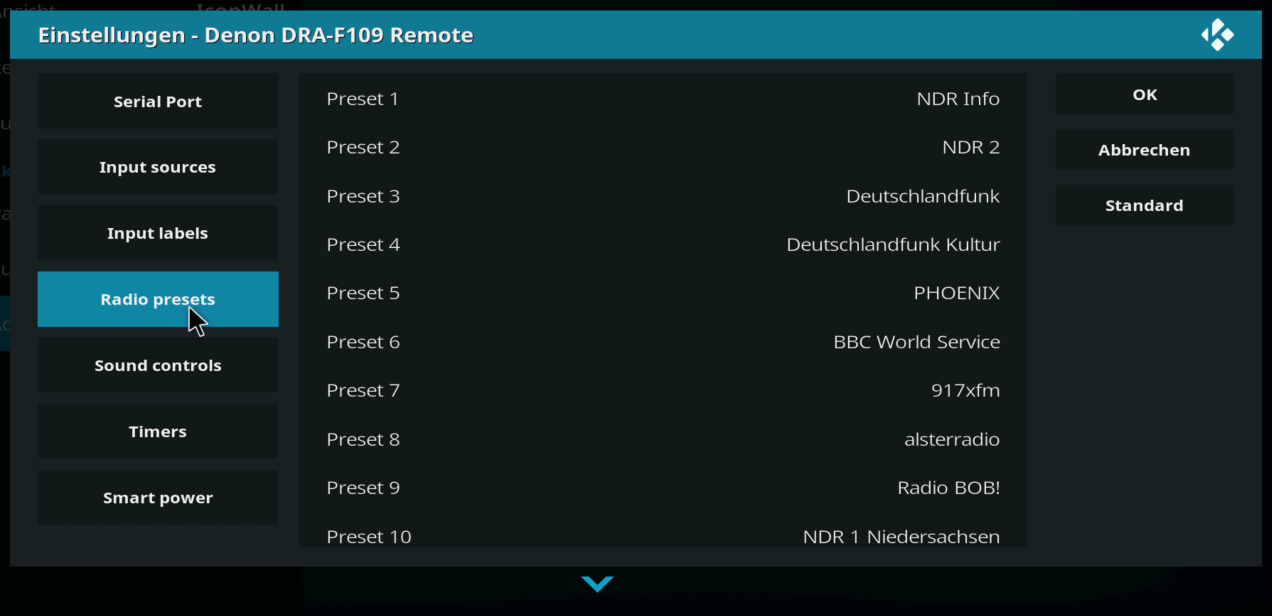 Einstellungen - Denon DRA-F109 Remote
Serial Port
Input sources
Input labels
Radio presets
Sound controls
Timers
Smart power
Preset 1 NDR Info
Preset 2 NDR 2
Preset 3 Deutschlandfunk
Preset 4 Deutschlandfunk Kultur
Preset 5 PHOENIX
Preset 6 BBC World Service
Preset 7 917xfm
Preset 8 alsterradio
Preset 9 Radio BOB!
Preset 10 NDR 1 Niedersachsen
OK
Abbrechen
Standard